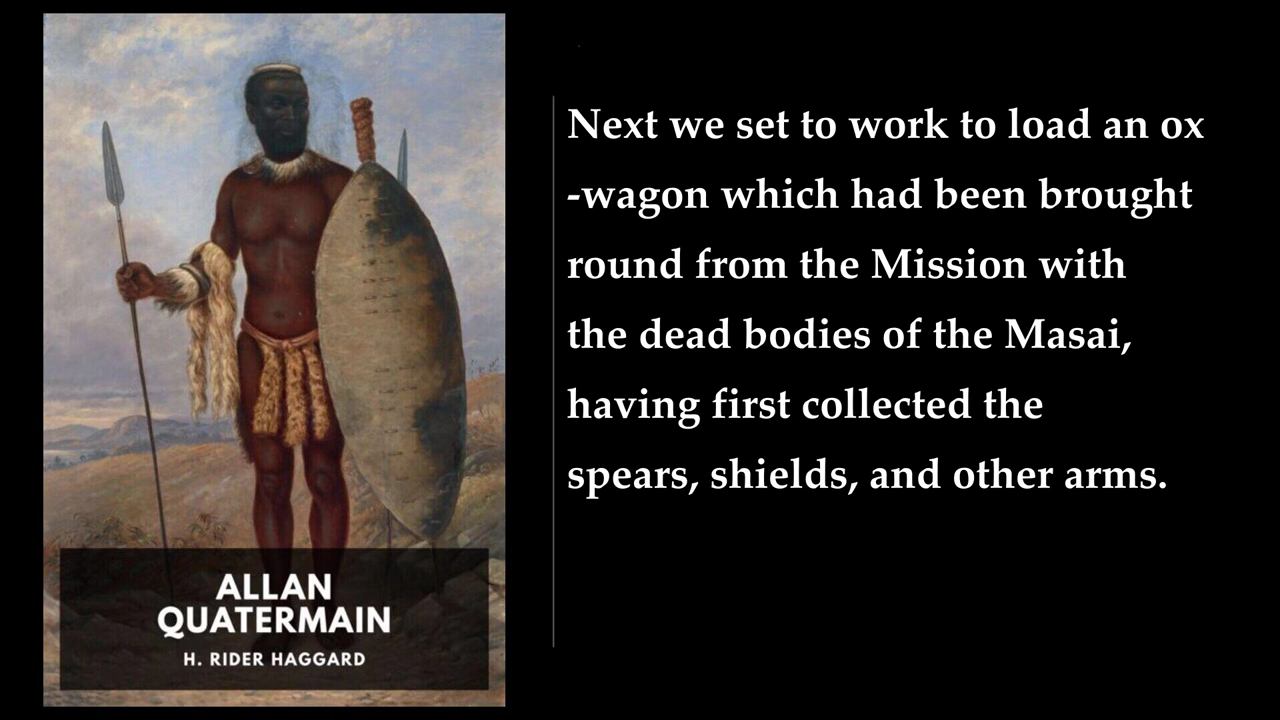 Next we set to work to load an ox
-wagon which had been brought
round from the Mission with
the dead bodies of the Masai,
having first collected the
spears, shields, and other arms.
ALLAN
QUATERMAIN
H. RIDER HAGGARD